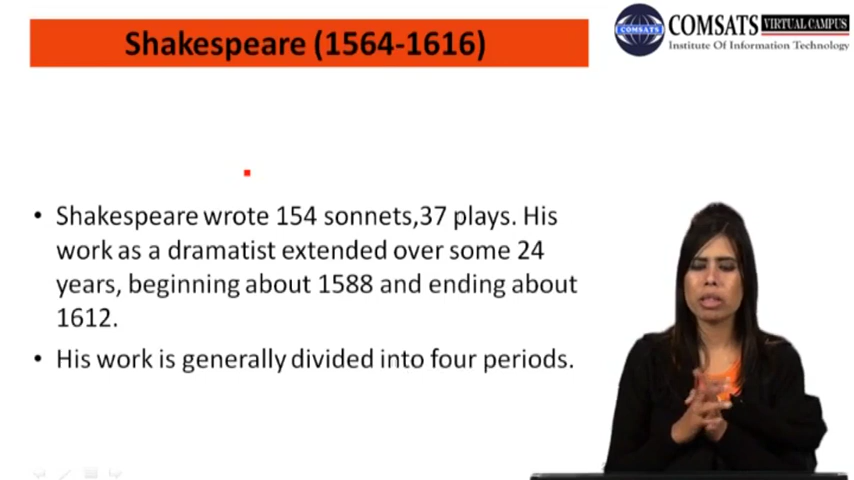 Shakespeare (1564-1616)
COMSATS VIRTUAL CAMPUS
Institute Of Information Technology
COMSATS
• Shakespeare wrote 154 sonnets,37 plays. His
work as a dramatist extended over some 24
years, beginning about 1588 and ending about
1612.
• His work is generally divided into four periods.